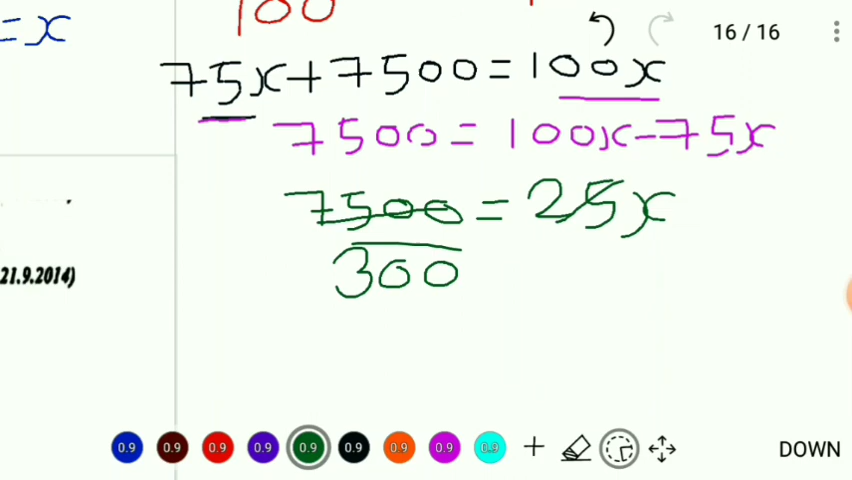 = x
100
16 / 16
75x + 7500 = 100x
7500 = 100x - 75x
7500 = 25x
300
21.9.2014)
0.9 0.9 0.9 0.9 0.9 0.9 0.9 0.9 0.9
DOWN